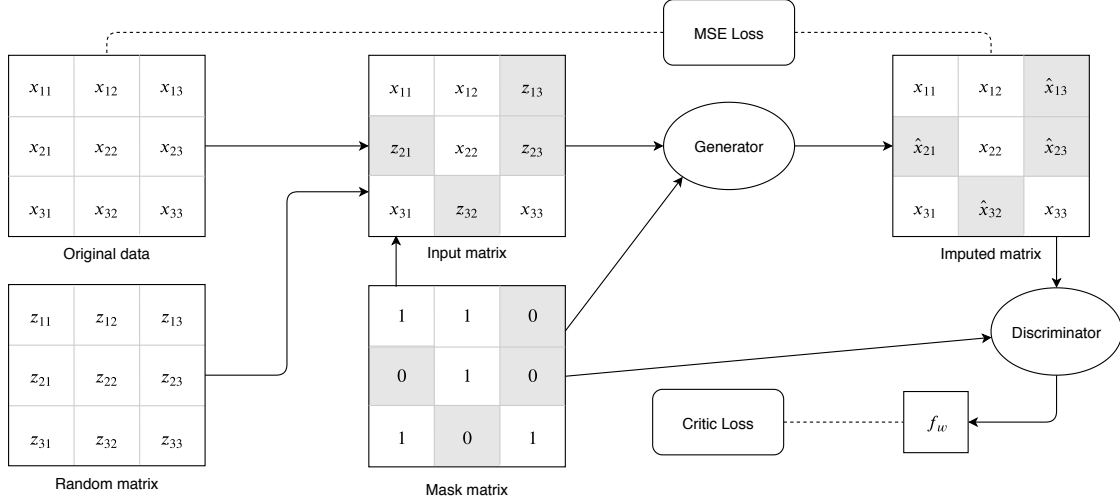 MSE Loss
x₁₁ x₁₂ x₁₃
x₂₁ x₂₂ x₂₃
x₃₁ x₃₂ x₃₃
Original data
x₁₁ x₁₂ z₁₃
z₂₁ x₂₂ z₂₃
x₃₁ z₃₂ x₃₃
Input matrix
Generator
x₁₁ x₁₂ x̂₁₃
x̂₂₁ x₂₂ x̂₂₃
x₃₁ x̂₃₂ x₃₃
Imputed matrix
z₁₁ z₁₂ z₁₃
z₂₁ z₂₂ z₂₃
z₃₁ z₃₂ z₃₃
Random matrix
1 1 0
0 1 0
1 0 1
Mask matrix
Discriminator
Critic Loss
f_w